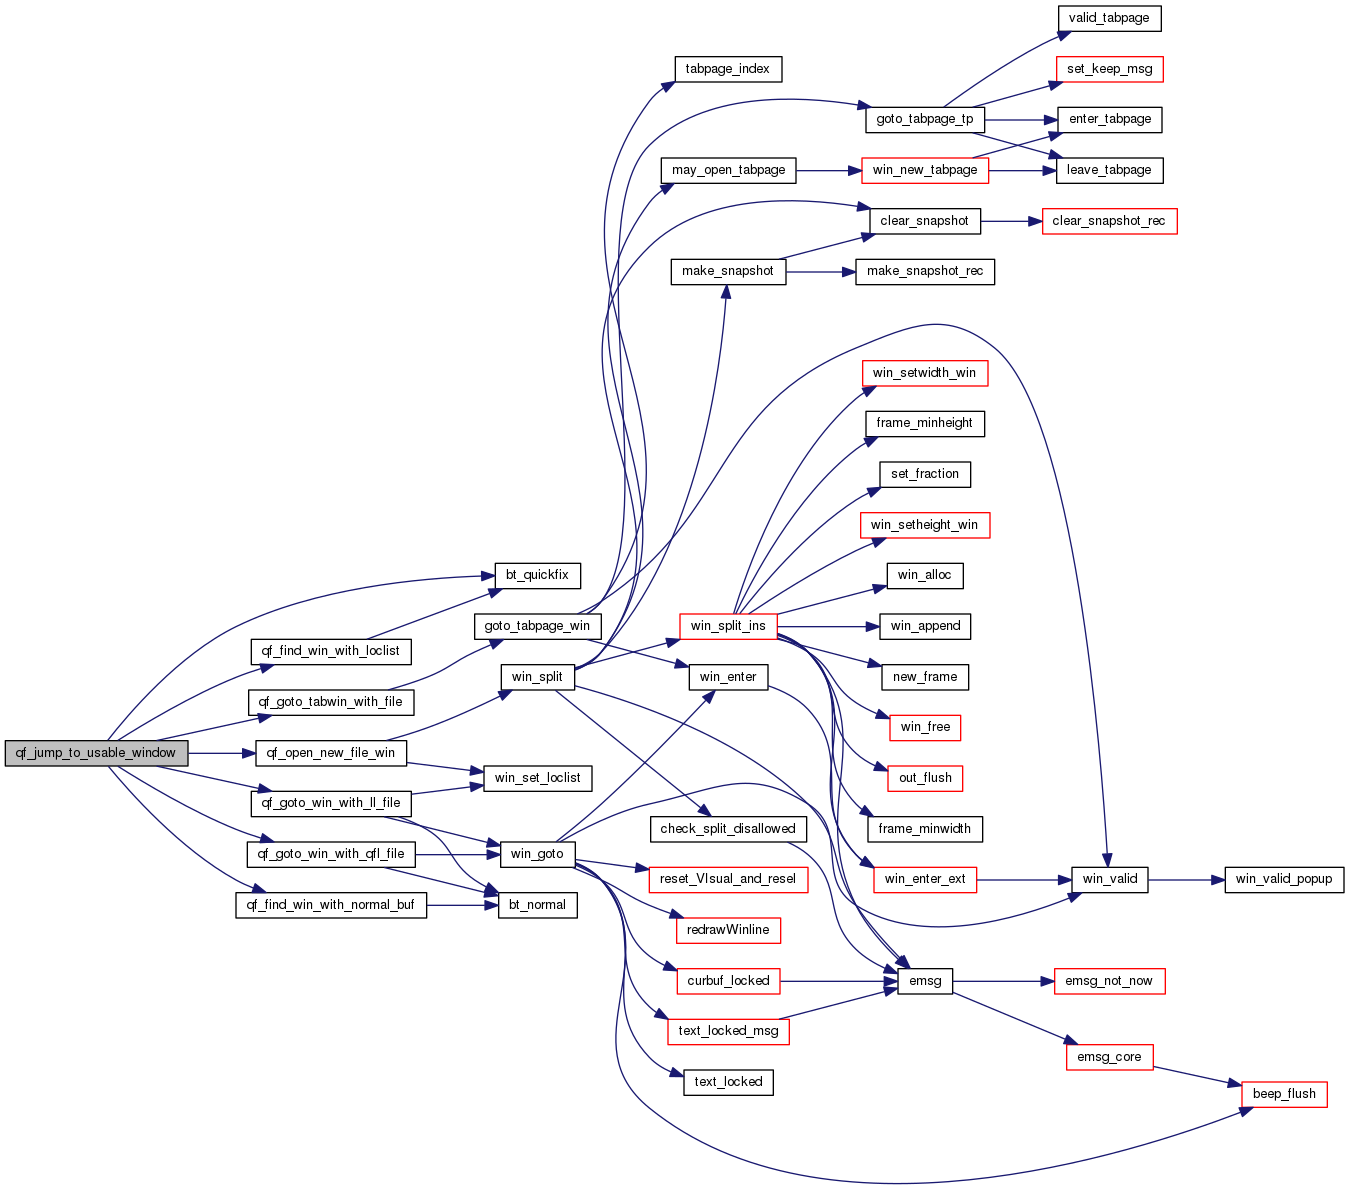 valid_tabpage
tabpage_index
set_keep_msg
goto_tabpage_tp
enter_tabpage
may_open_tabpage
win_new_tabpage
leave_tabpage
clear_snapshot
clear_snapshot_rec
make_snapshot
make_snapshot_rec
win_setwidth_win
frame_minheight
set_fraction
win_setheight_win
bt_quickfix
win_alloc
goto_tabpage_win
win_split_ins
win_append
qf_find_win_with_loclist
win_split
win_enter
new_frame
qf_goto_tabwin_with_file
win_free
qf_jump_to_usable_window
qf_open_new_file_win
win_set_loclist
out_flush
qf_goto_win_with_ll_file
check_split_disallowed
frame_minwidth
qf_goto_win_with_qfl_file
win_goto
reset_VIsual_and_resel
win_enter_ext
win_valid
win_valid_popup
qf_find_win_with_normal_buf
bt_normal
redrawWinline
curbuf_locked
emsg
emsg_not_now
text_locked_msg
emsg_core
text_locked
beep_flush